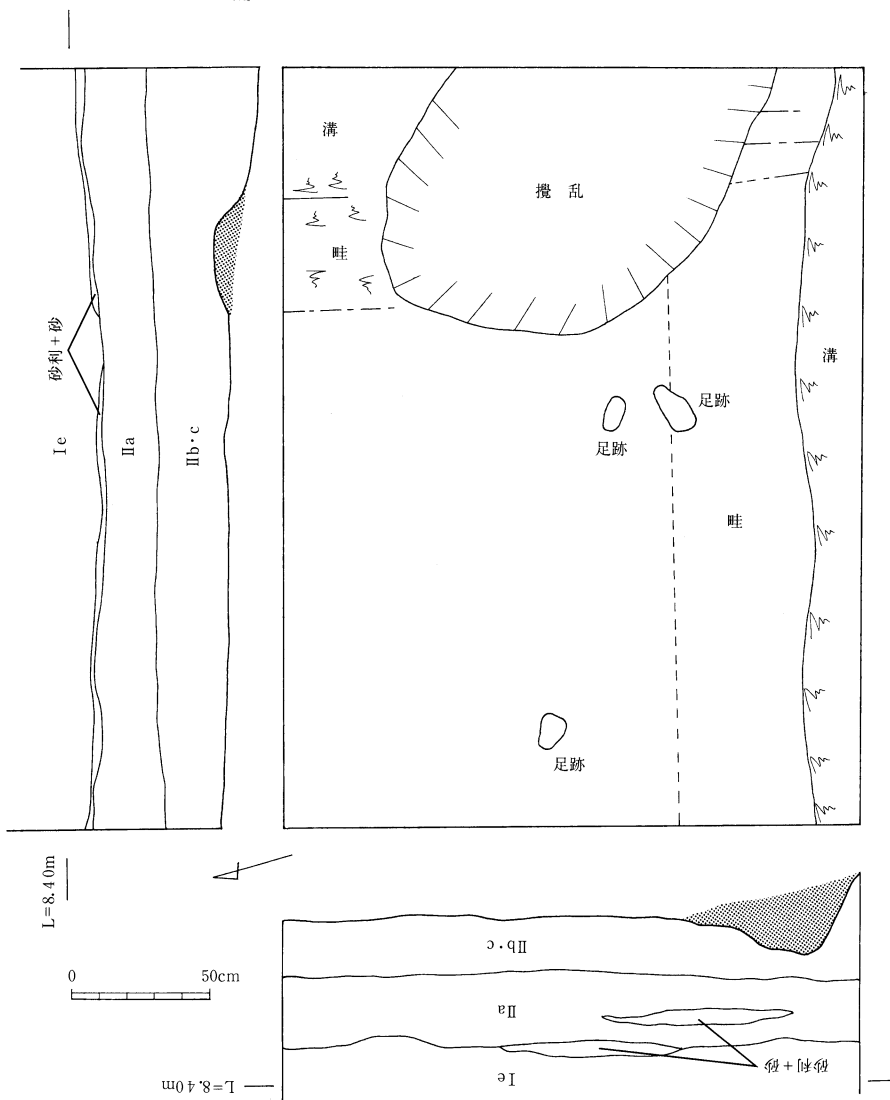 溝
攪 乱
畦
溝
足跡
足跡
畦
足跡
砂利+砂
Ⅰe
Ⅱa
Ⅱb・c
L=8.40m
0 50cm
Ⅱb・c
Ⅱa
砂利+砂
Ⅰe
L=8.40m